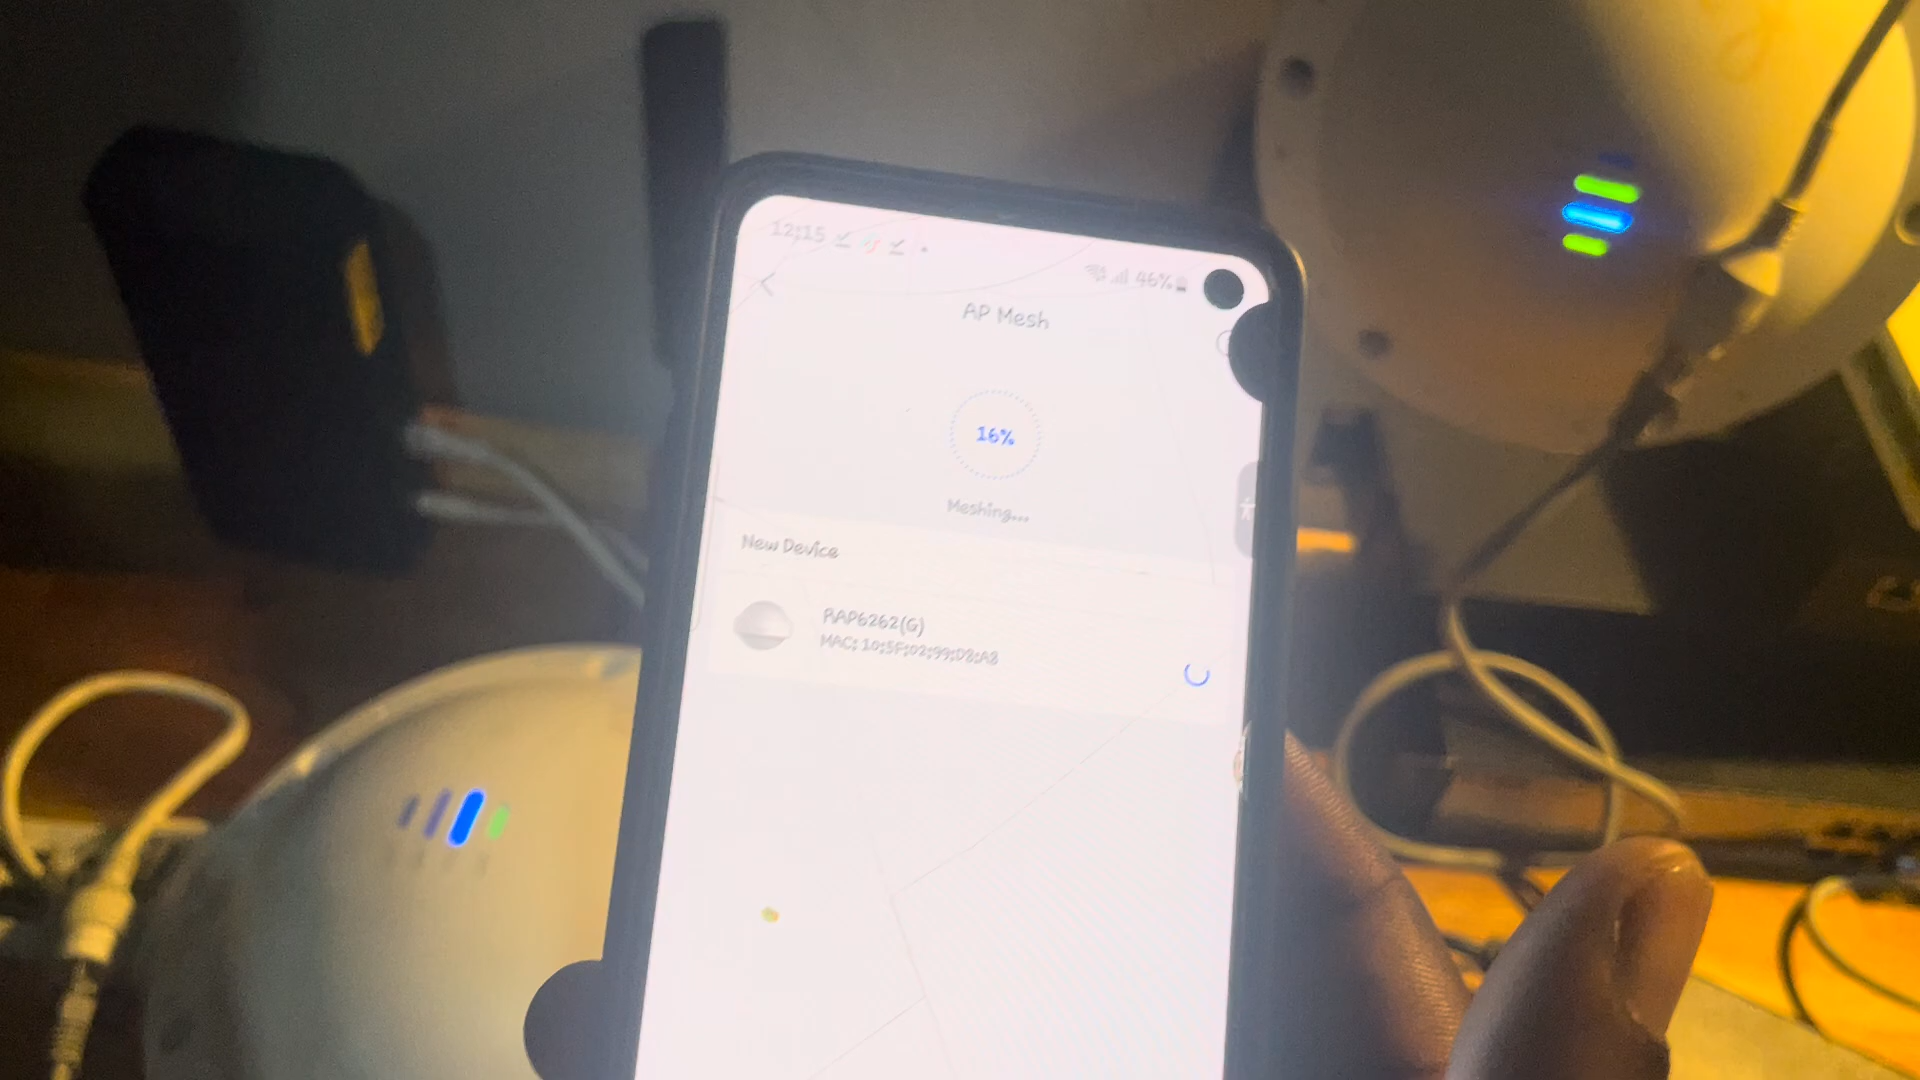 12:15
46%
AP Mesh
16%
Meshing...
New Device
RAP6262(G)
MAC: 10:5F:02:99:D8:A8